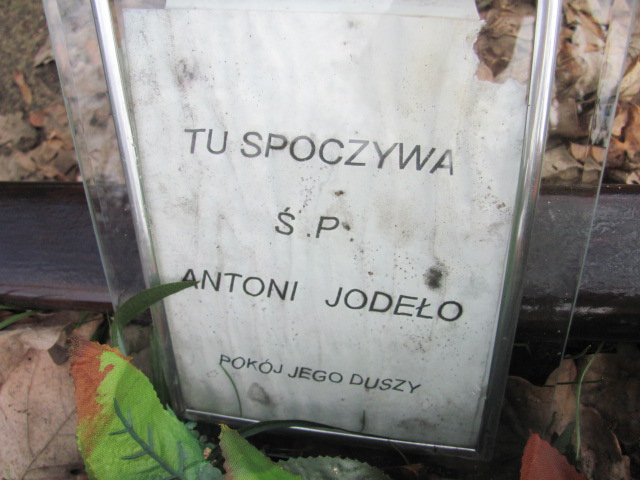 TU SPOCZYWA
Ś.P.
ANTONI JODEŁO
POKÓJ JEGO DUSZY